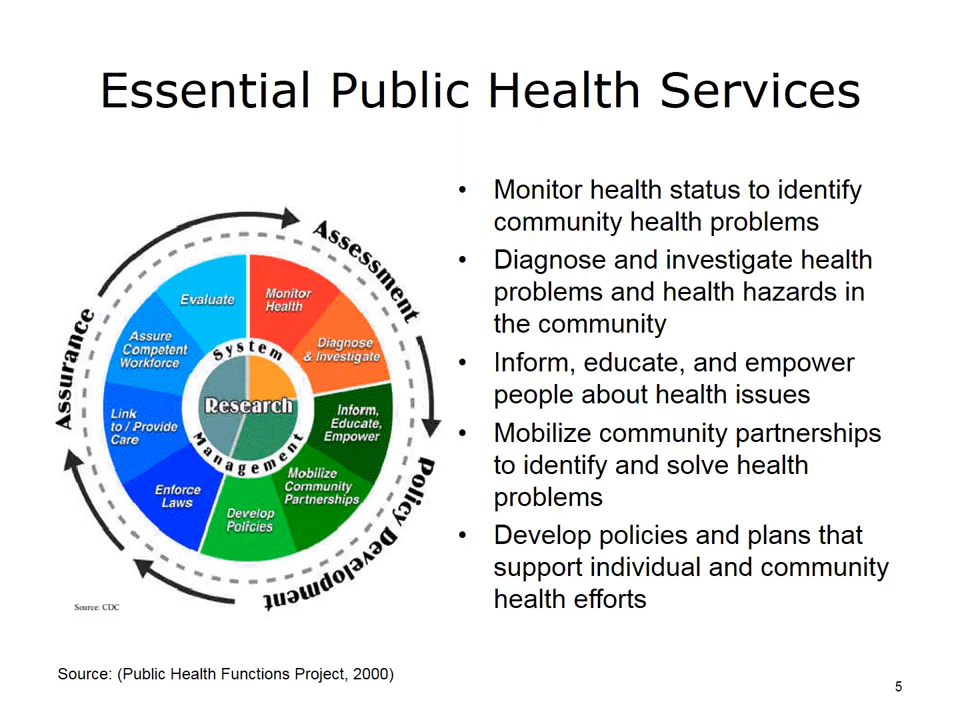 Essential Public Health Services
Assessment
Policy Development
Assurance
Monitor
Health
Diagnose
& Investigate
Inform,
Educate,
Empower
Mobilize
Community
Partnerships
Develop
Policies
Enforce
Laws
Link
to / Provide
Care
Assure
Competent
Workforce
Evaluate
System
Management
Research
Source: CDC
• Monitor health status to identify
community health problems
• Diagnose and investigate health
problems and health hazards in
the community
• Inform, educate, and empower
people about health issues
• Mobilize community partnerships
to identify and solve health
problems
• Develop policies and plans that
support individual and community
health efforts
Source: (Public Health Functions Project, 2000)
5